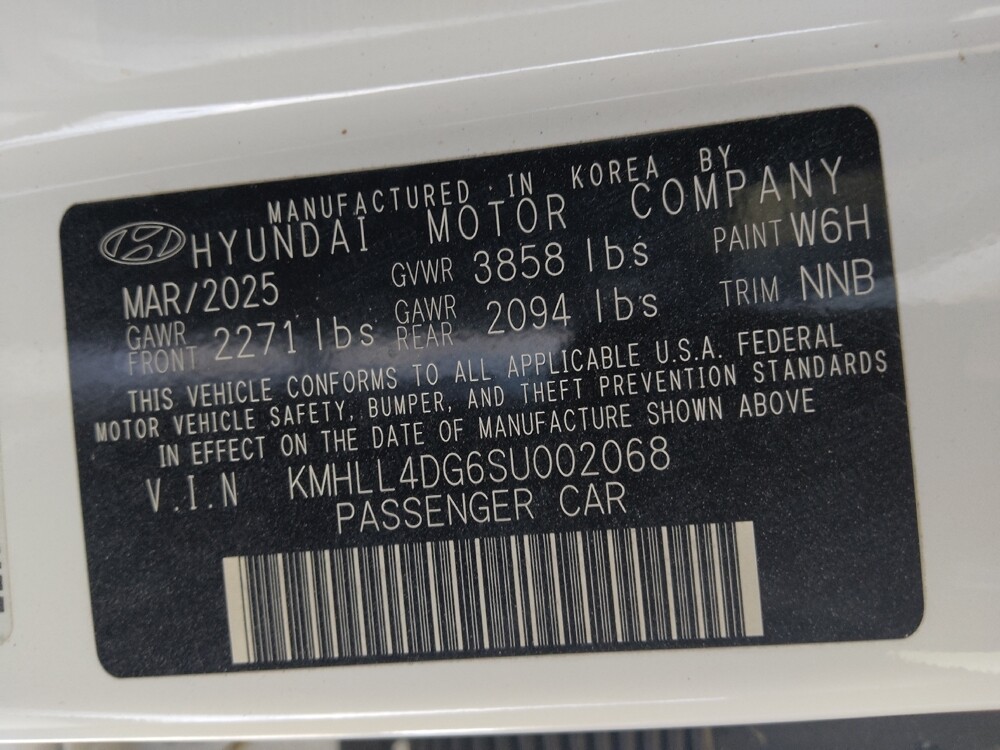 MANUFACTURED IN KOREA BY
HYUNDAI MOTOR COMPANY
MAR/2025 GVWR 3858 lbs PAINT W6H
GAWR FRONT 2271 lbs GAWR REAR 2094 lbs TRIM NNB
THIS VEHICLE CONFORMS TO ALL APPLICABLE U.S.A. FEDERAL
MOTOR VEHICLE SAFETY, BUMPER, AND THEFT PREVENTION STANDARDS
IN EFFECT ON THE DATE OF MANUFACTURE SHOWN ABOVE
V.I.N KMHLL4DG6SU002068
PASSENGER CAR